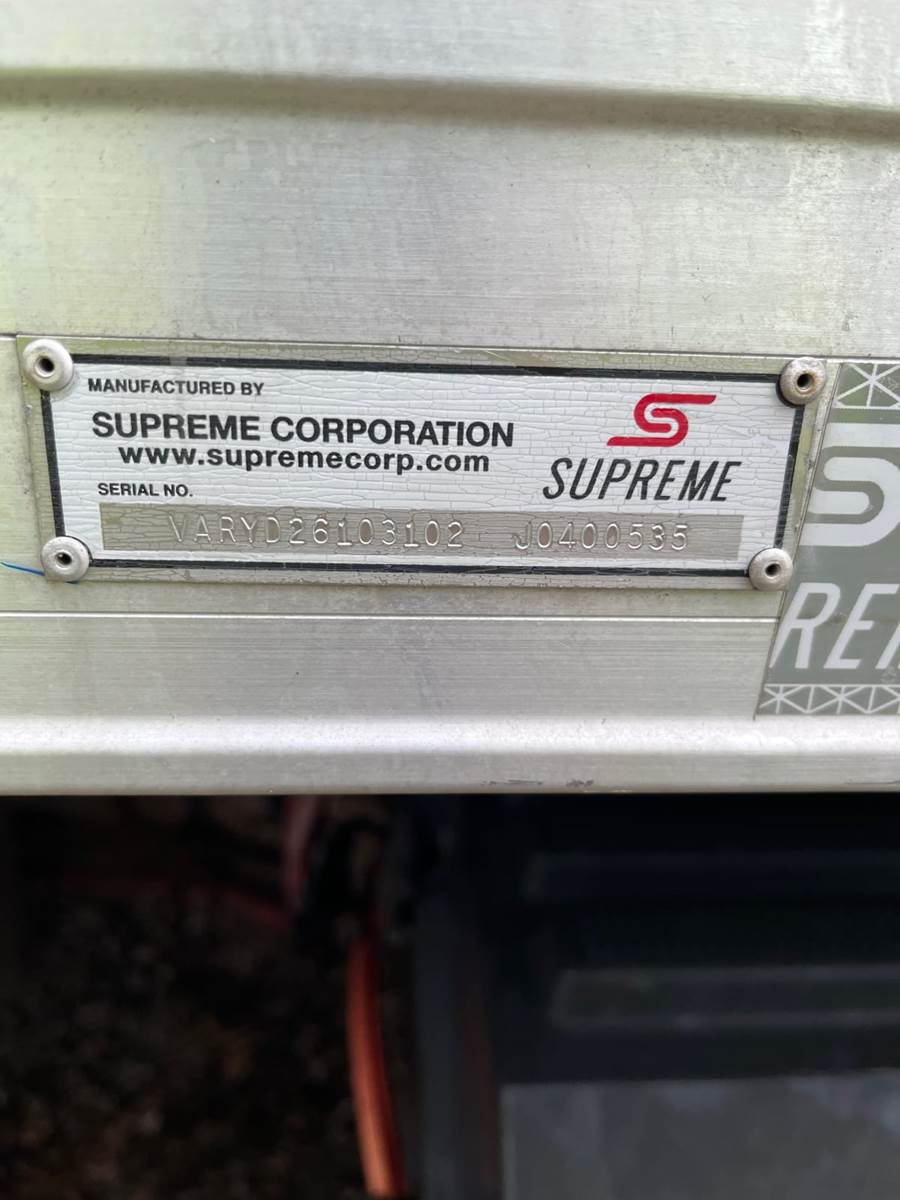 MANUFACTURED BY
SUPREME CORPORATION
www.supremecorp.com
SUPREME
SERIAL NO.
VARYD26103102 J0400535